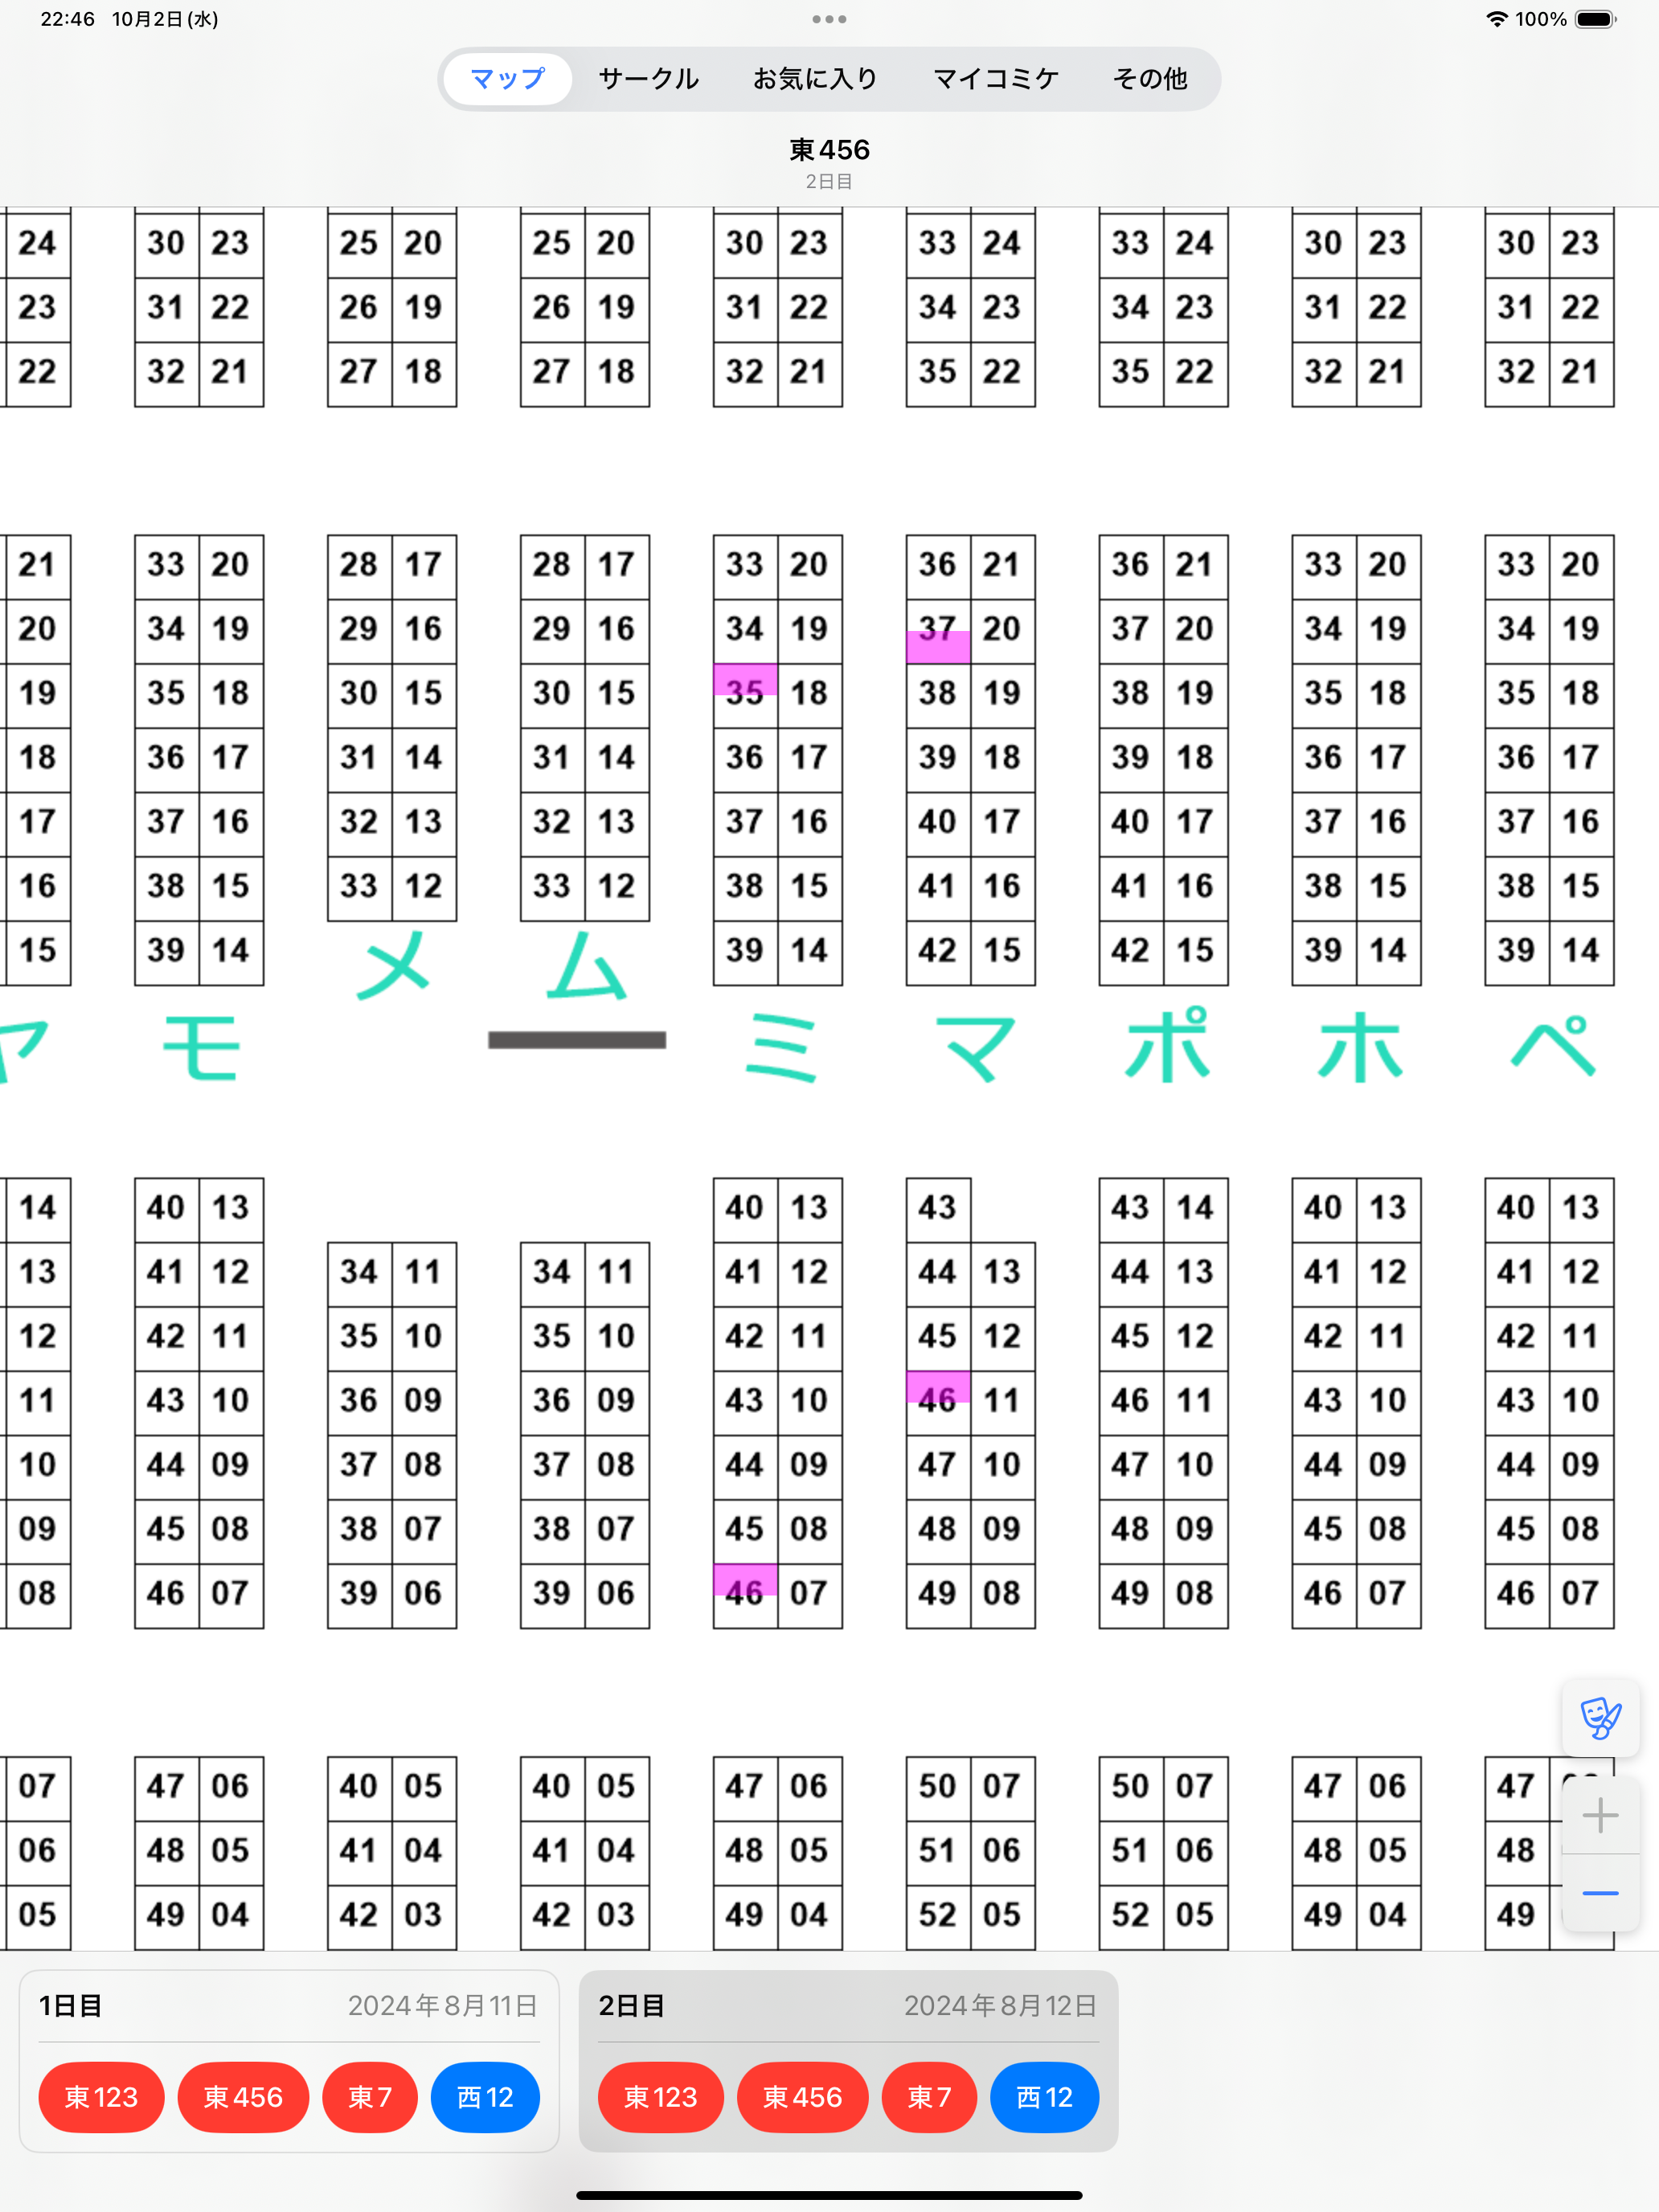 22:46 10月2日(水)
100%
マップ サークル お気に入り マイコミケ その他
東456
2日目
24 30 23 25 20 25 20 30 23 33 24 33 24 30 23 30 23
23 31 22 26 19 26 19 31 22 34 23 34 23 31 22 31 22
22 32 21 27 18 27 18 32 21 35 22 35 22 32 21 32 21
21 33 20 28 17 28 17 33 20 36 21 36 21 33 20 33 20
20 34 19 29 16 29 16 34 19 37 20 37 20 34 19 34 19
19 35 18 30 15 30 15 35 18 38 19 38 19 35 18 35 18
18 36 17 31 14 31 14 36 17 39 18 39 18 36 17 36 17
17 37 16 32 13 32 13 37 16 40 17 40 17 37 16 37 16
16 38 15 33 12 33 12 38 15 41 16 41 16 38 15 38 15
15 39 14 メ ム 39 14 42 15 42 15 39 14 39 14
ヤ モ ミ マ ポ ホ ペ
14 40 13 40 13 43 43 14 40 13 40 13
13 41 12 34 11 34 11 41 12 44 13 44 13 41 12 41 12
12 42 11 35 10 35 10 42 11 45 12 45 12 42 11 42 11
11 43 10 36 09 36 09 43 10 46 11 46 11 43 10 43 10
10 44 09 37 08 37 08 44 09 47 10 47 10 44 09 44 09
09 45 08 38 07 38 07 45 08 48 09 48 09 45 08 45 08
08 46 07 39 06 39 06 46 07 49 08 49 08 46 07 46 07
07 47 06 40 05 40 05 47 06 50 07 50 07 47 06 47
06 48 05 41 04 41 04 48 05 51 06 51 06 48 05 48
05 49 04 42 03 42 03 49 04 52 05 52 05 49 04 49
1日目 2024年8月11日
東123 東456 東7 西12
2日目 2024年8月12日
東123 東456 東7 西12